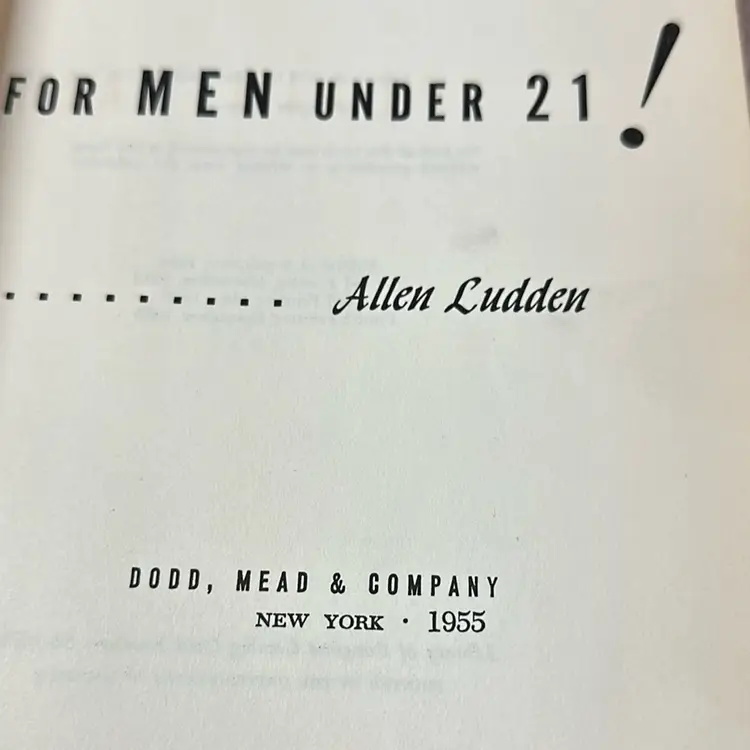 FOR MEN UNDER 21!
. . . . . . . . . Allen Ludden
DODD, MEAD & COMPANY
NEW YORK · 1955